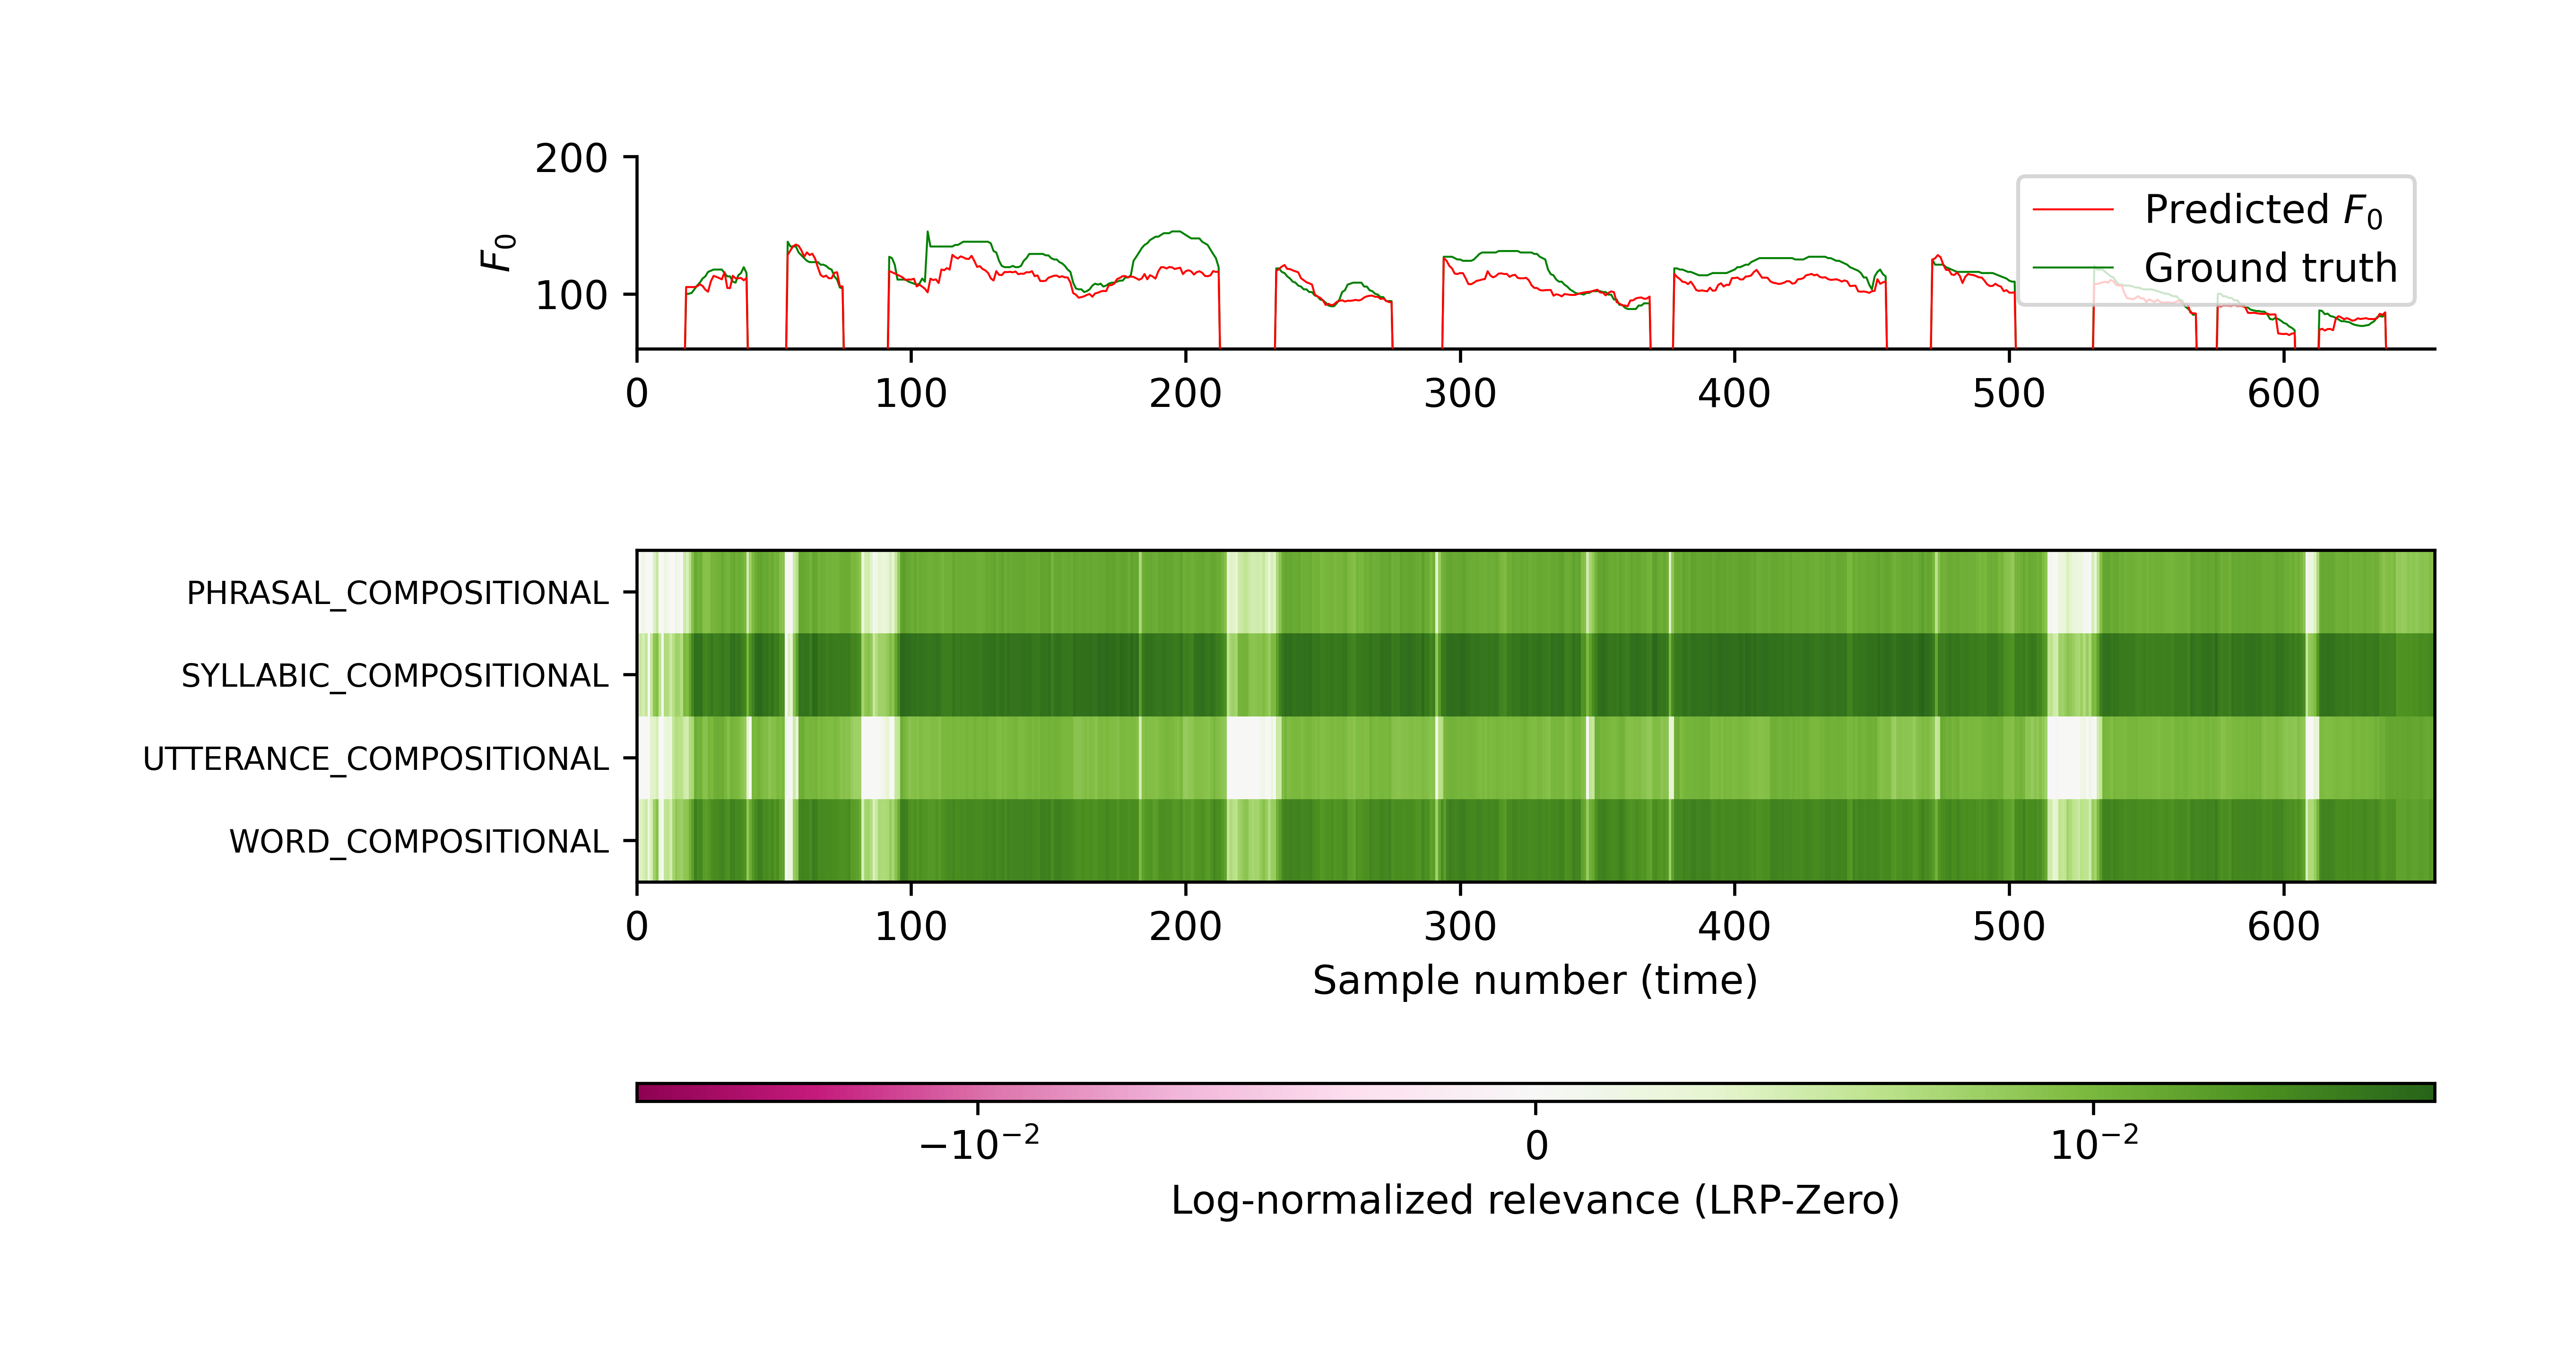 200
100
F₀
Predicted F₀
Ground truth
0 100 200 300 400 500 600
PHRASAL_COMPOSITIONAL
SYLLABIC_COMPOSITIONAL
UTTERANCE_COMPOSITIONAL
WORD_COMPOSITIONAL
0 100 200 300 400 500 600
Sample number (time)
−10⁻² 0 10⁻²
Log-normalized relevance (LRP-Zero)